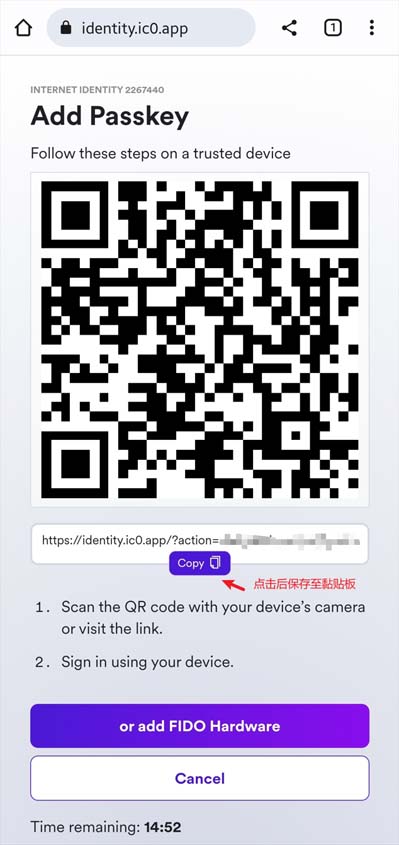 identity.ic0.app
1
INTERNET IDENTITY 2267440
Add Passkey
Follow these steps on a trusted device
https://identity.ic0.app/?action=
Copy
点击后保存至黏贴板
1. Scan the QR code with your device’s camera
or visit the link.
2. Sign in using your device.
or add FIDO Hardware
Cancel
Time remaining: 14:52